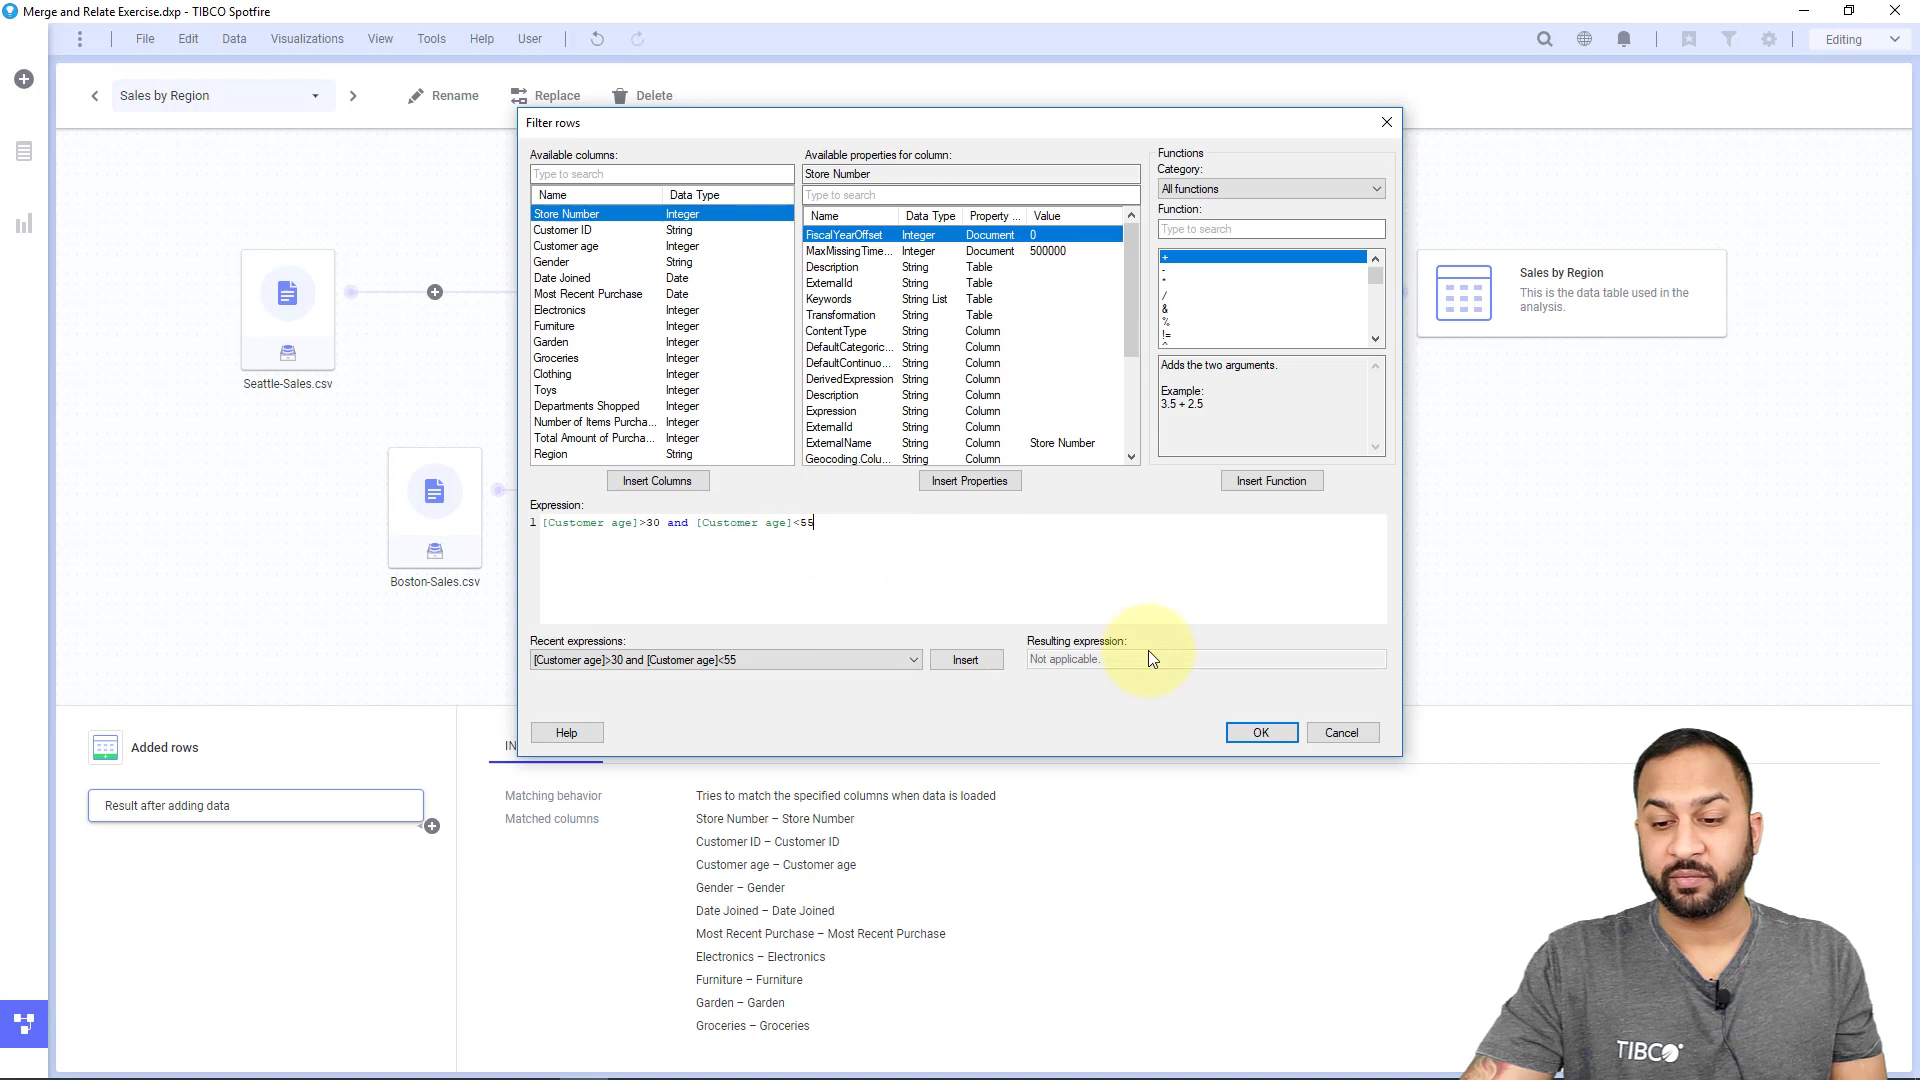 Merge and Relate Exercise.dxp - TIBCO Spotfire
File Edit Data Visualizations View Tools Help User
Editing
Sales by Region
Rename Replace Delete
Filter rows
Available columns:
Type to search
Name Data Type
Store Number Integer
Customer ID String
Customer age Integer
Gender String
Date Joined Date
Most Recent Purchase Date
Electronics Integer
Furniture Integer
Garden Integer
Groceries Integer
Clothing Integer
Toys Integer
Departments Shopped Integer
Number of Items Purcha... Integer
Total Amount of Purcha... Integer
Region String
Insert Columns
Available properties for column:
Store Number
Type to search
Name Data Type Property ... Value
FiscalYearOffset Integer Document 0
MaxMissingTime... Integer Document 500000
Description String Table
ExternalId String Table
Keywords String List Table
Transformation String Table
ContentType String Column
DefaultCategoric... String Column
DefaultContinuo... String Column
DerivedExpression String Column
Description String Column
Expression String Column
ExternalId String Column
ExternalName String Column Store Number
Geocoding.Colu... String Column
Insert Properties
Functions
Category:
All functions
Function:
Type to search
+
-
*
/
&
%
!=
^
Adds the two arguments.
Example:
3.5 + 2.5
Insert Function
Expression:
1 [Customer age]>30 and [Customer age]<55
Recent expressions:
[Customer age]>30 and [Customer age]<55
Insert
Resulting expression:
Not applicable.
Help
OK Cancel
Seattle-Sales.csv
Boston-Sales.csv
Sales by Region
This is the data table used in the
analysis.
Added rows
Result after adding data
IN
Matching behavior Tries to match the specified columns when data is loaded
Matched columns Store Number – Store Number
Customer ID – Customer ID
Customer age – Customer age
Gender – Gender
Date Joined – Date Joined
Most Recent Purchase – Most Recent Purchase
Electronics – Electronics
Furniture – Furniture
Garden – Garden
Groceries – Groceries
TIBCO